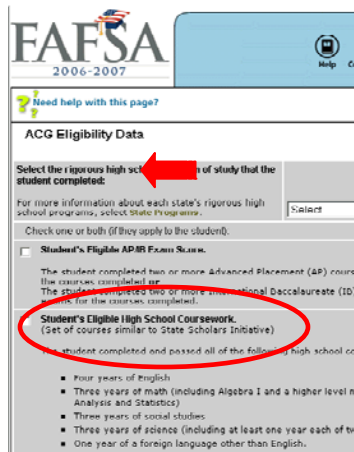 FAFSA
2006-2007
Help
Need help with this page?
ACG Eligibility Data
Select the rigorous high of study that the
student completed:
For more information about each state's rigorous high
school programs, select State Programs.
Select
Check one or both (if they apply to the student).
Student's Eligible AP/IB Exam Score.
The student completed two or more Advanced Placement (AP)
the courses completed or
The student completed two or more International Baccalaureate (IB)
exams for the courses completed.
Student's Eligible High School Coursework.
(Set of courses similar to State Scholars Initiative)
The student completed and passed all of the following high school
Four years of English
Three years of math (including Algebra I and a higher level
Analysis and Statistics)
Three years of social studies
Three years of science (including at least one year each of
One year of a foreign language other than English.